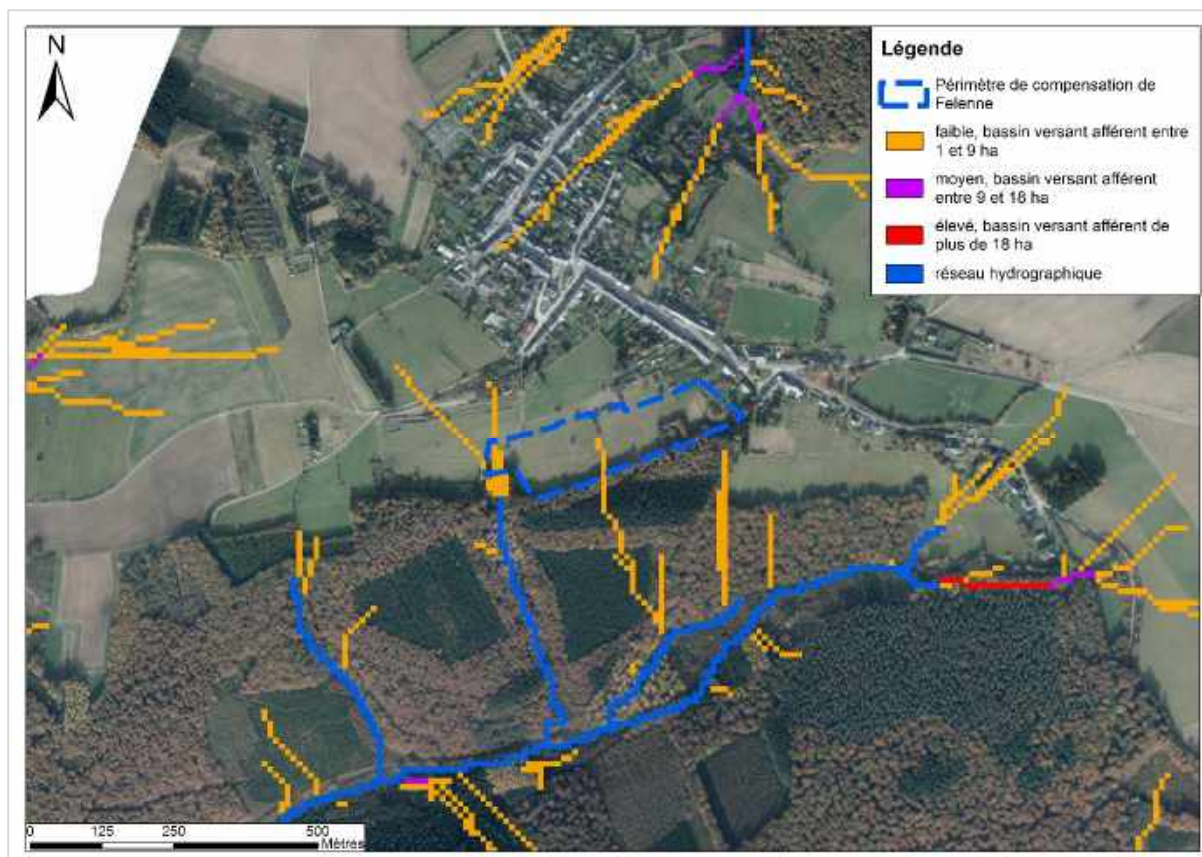 N
Légende
Périmètre de compensation de
Felenne
faible, bassin versant afférent entre
1 et 9 ha
moyen, bassin versant afférent
entre 9 et 18 ha
élevé, bassin versant afférent de
plus de 18 ha
réseau hydrographique
0 125 250 500
Mètres